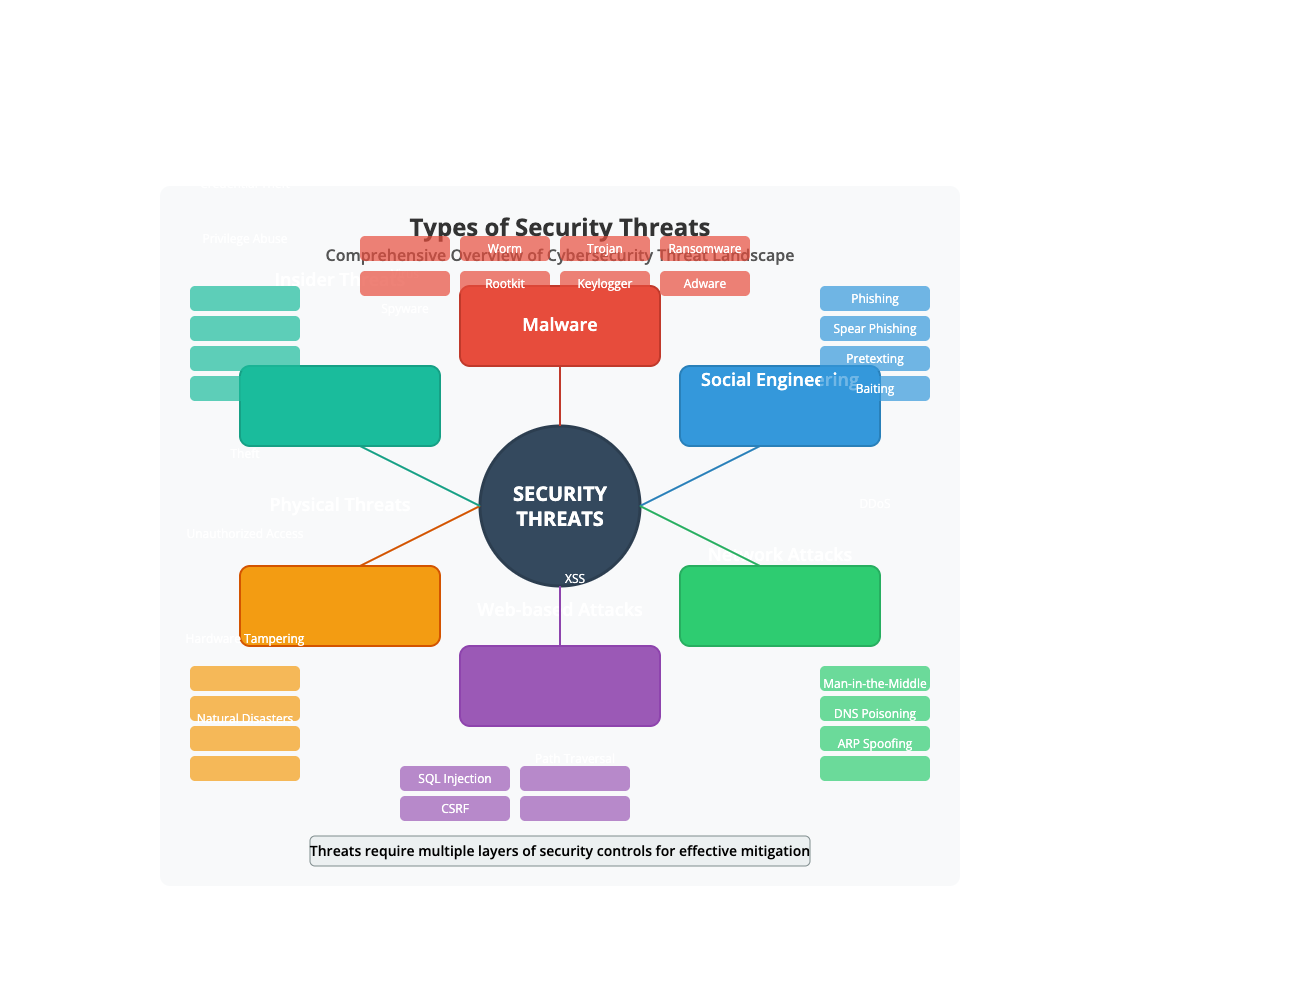 Types of Security Threats
Comprehensive Overview of Cybersecurity Threat Landscape
Privilege Abuse
Worm
Trojan
Ransomware
Insider Threats
Rootkit
Keylogger
Adware
Spyware
Malware
Phishing
Spear Phishing
Pretexting
Social Engineering
Baiting
Theft
SECURITY
THREATS
Physical Threats
DDoS
Unauthorized Access
Network Attacks
XSS
Web-based Attacks
Hardware Tampering
Man-in-the-Middle
Natural Disasters
DNS Poisoning
ARP Spoofing
Path Traversal
SQL Injection
CSRF
Threats require multiple layers of security controls for effective mitigation